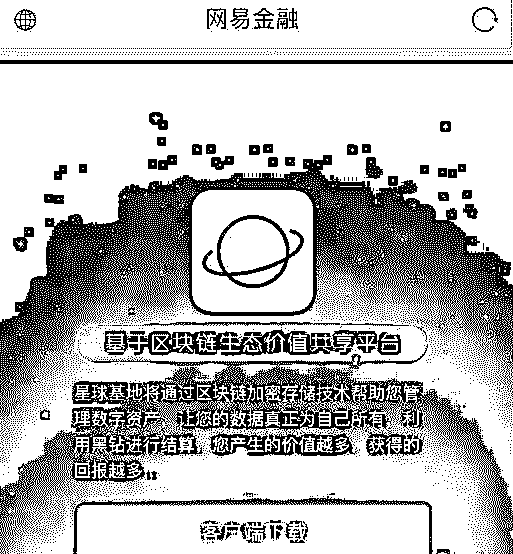 网易金融
基于区块链生态价值共享平台
星球基地将通过区块链加密存储技术帮助您管
理数字资产，让您的数据真正为自己所有，利
用黑钻进行结算，您产生的价值越多，获得的
回报越多。
客户端下载